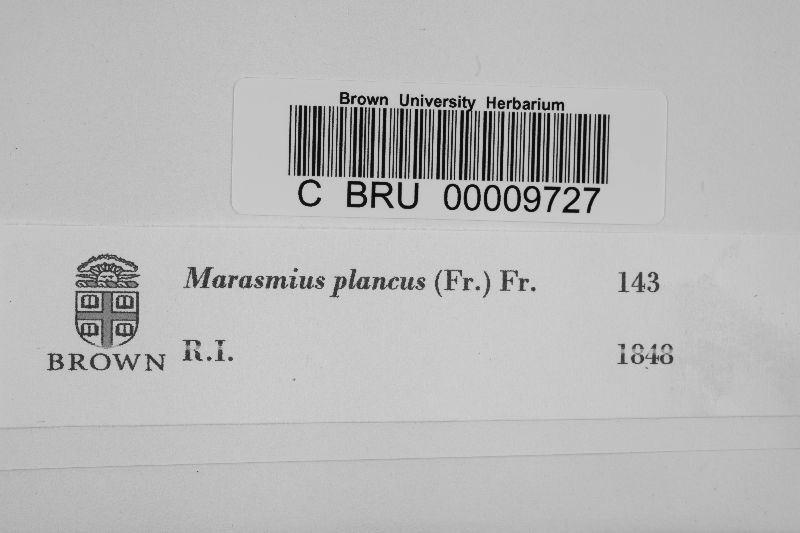 Brown University Herbarium
C BRU 00009727
Marasmius plancus (Fr.) Fr. 143
R.I. 1848
BROWN